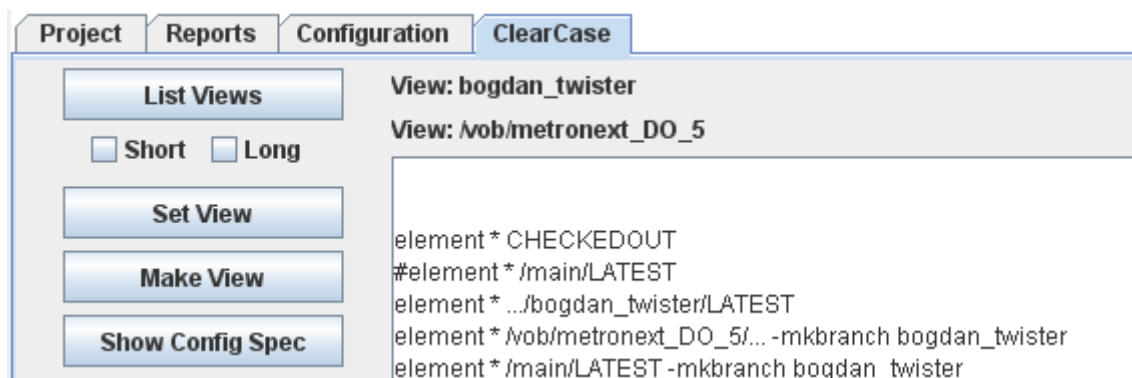 Project Reports Configuration ClearCase
List Views
Short Long
Set View
Make View
Show Config Spec
View: bogdan_twister
View: /vob/metronext_DO_5
element * CHECKEDOUT
#element * /main/LATEST
element * .../bogdan_twister/LATEST
element * /vob/metronext_DO_5/... -mkbranch bogdan_twister
element * /main/LATEST -mkbranch bogdan_twister